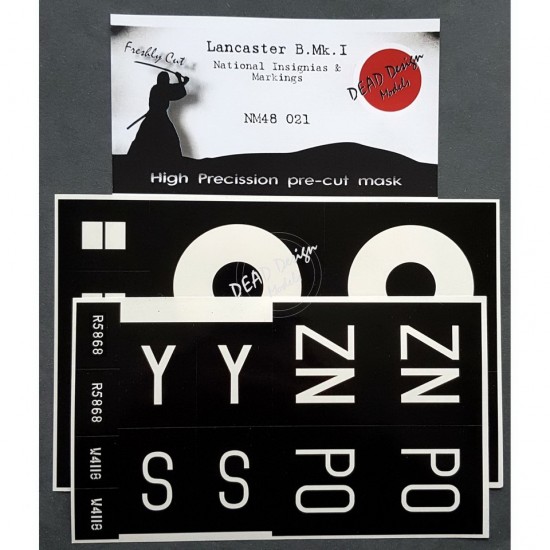 Freshly Cut
Lancaster B.Mk.I
National Insignias &
Markings
NM48 021
DEAD Design
Models
High Precission pre-cut mask
DEAD Design
Models
R5868
R5868
W4118
W4118
Y Y ZN ZN
S S PO PO